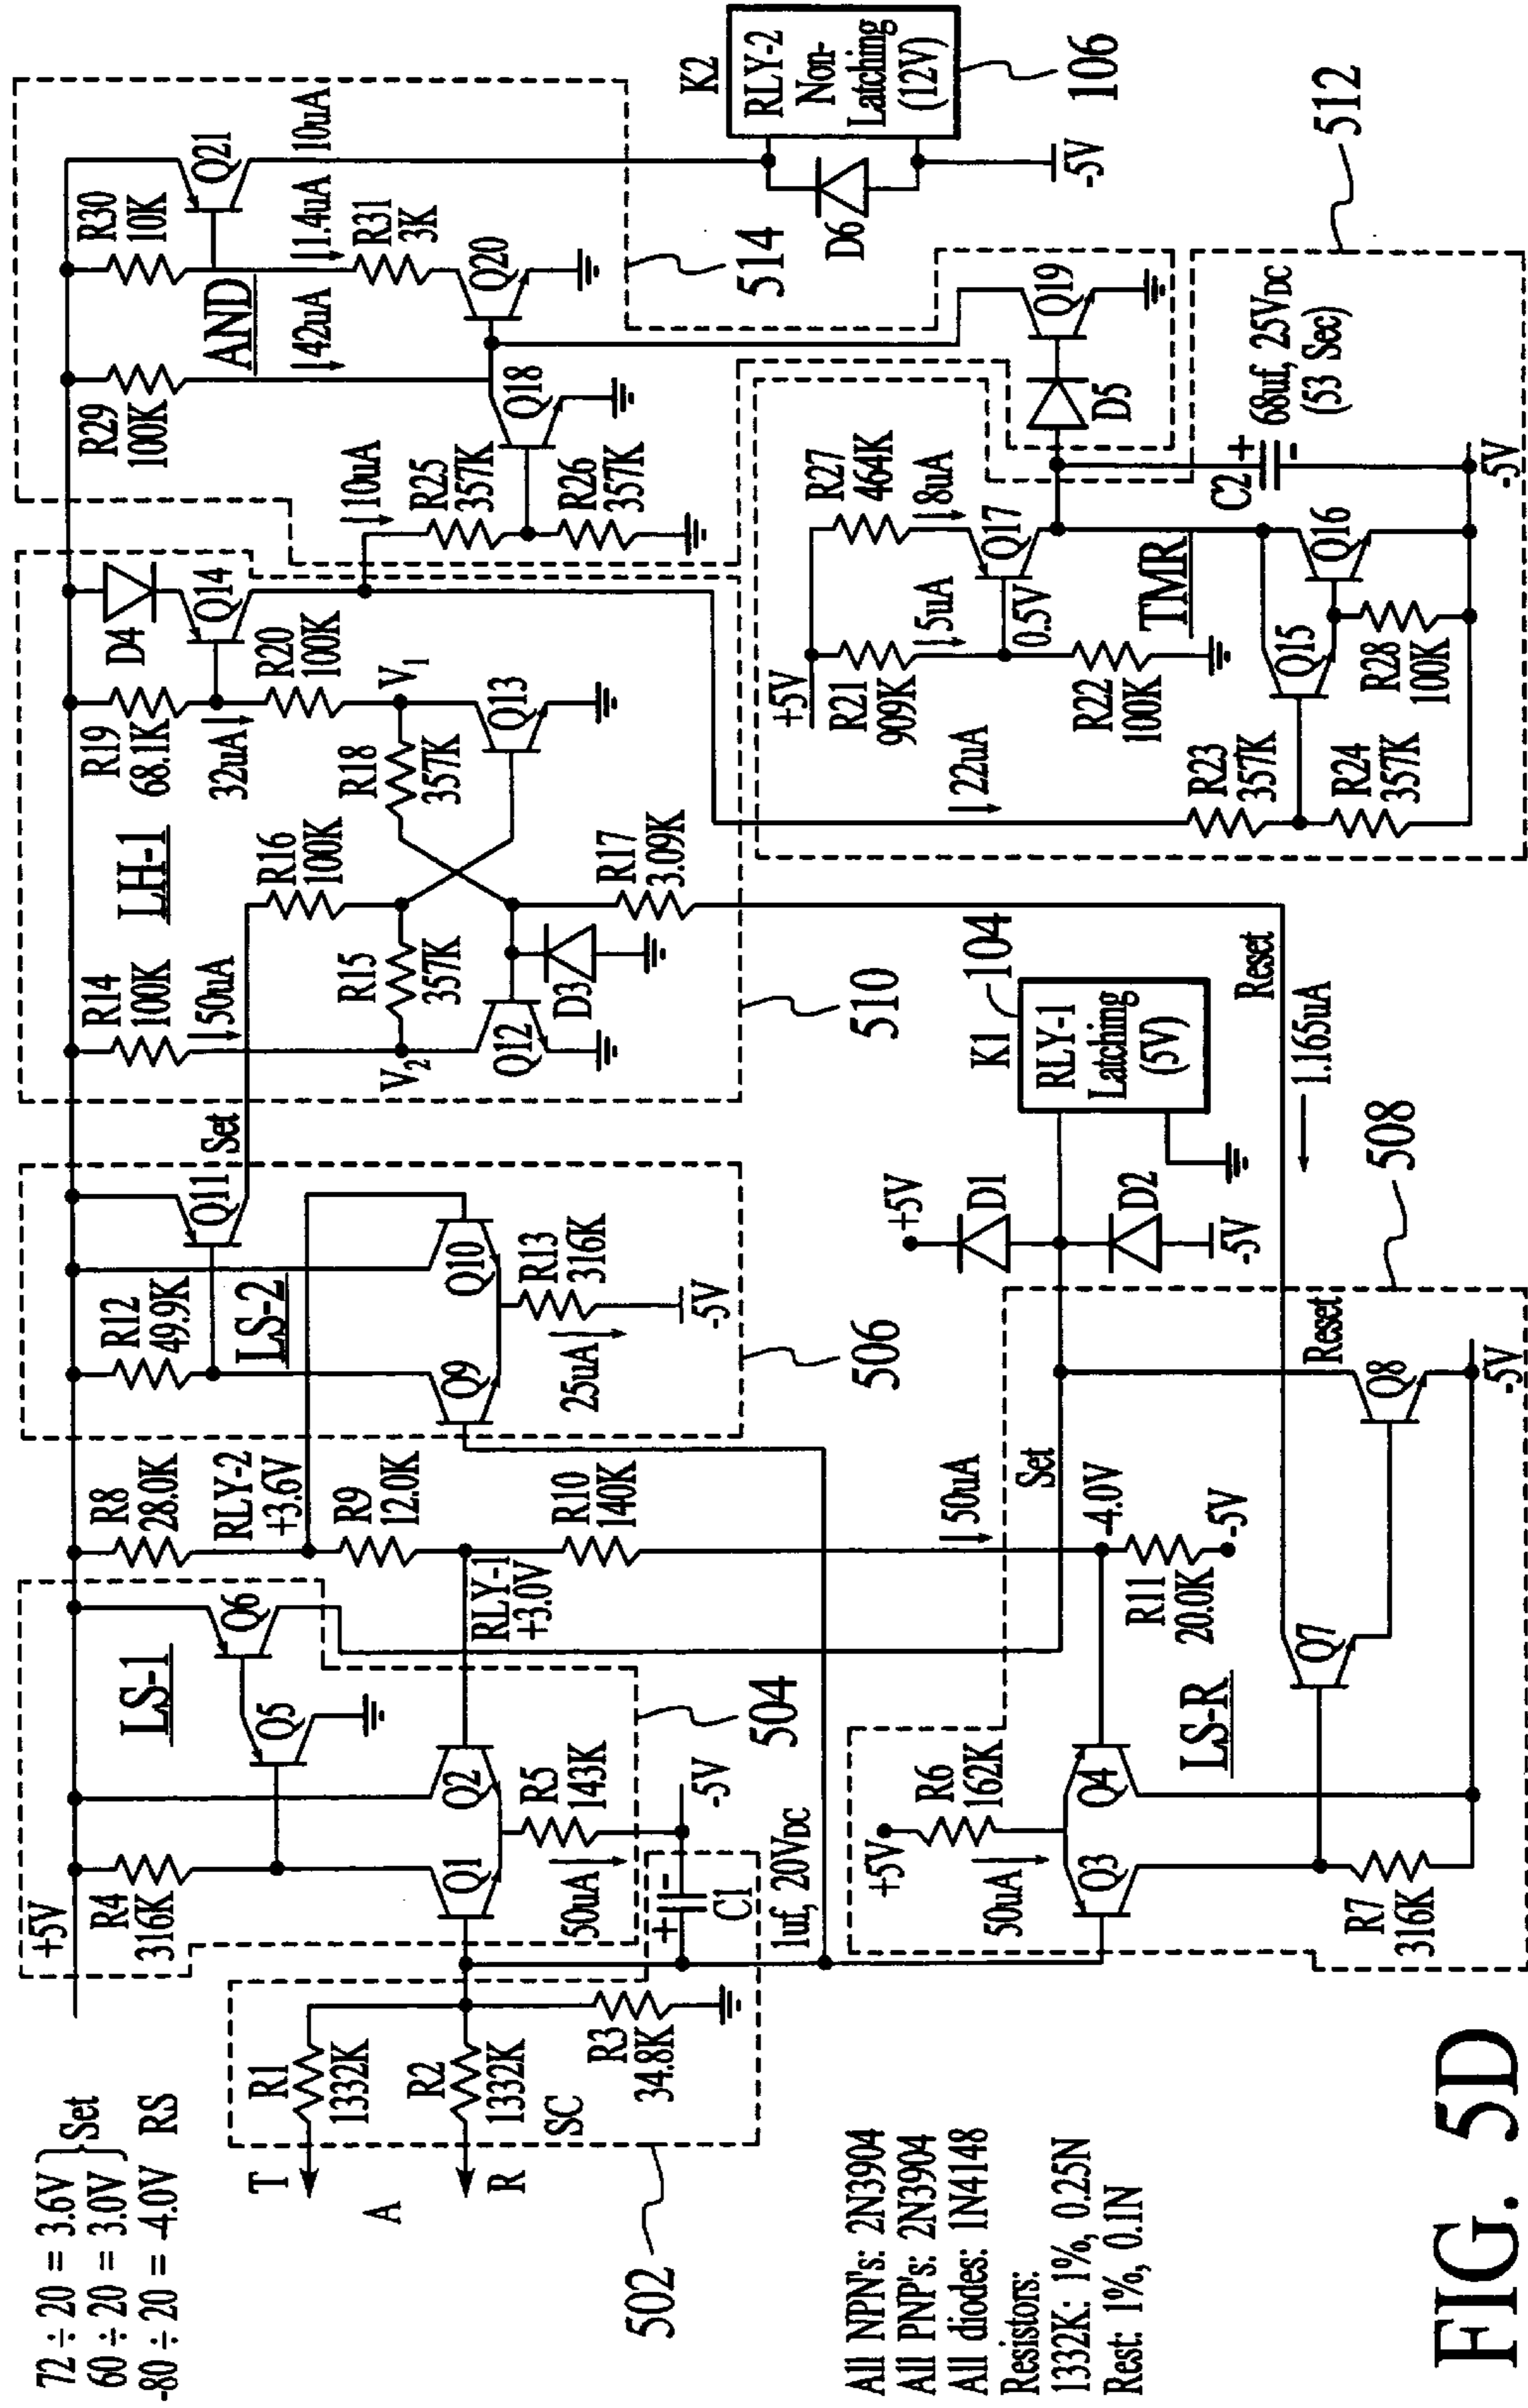 72 ÷ 20 = 3.6V
60 ÷ 20 = 3.0V
Set
-80 ÷ 20 = -4.0V RS
T
A
R
R1
1332K
R2
1332K
SC
R3
34.8K
502
+5V
R4
316K
LS-1
Q5
Q6
Q1
Q2
50uA
R5
143K
-5V
504
C1
+
-
1uf, 20VDC
R8
28.0K
RLY-2
+3.6V
R9
12.0K
RLY-1
+3.0V
R10
140K
50uA
-4.0V
R11
20.0K
-5V
R12
49.9K
LS-2
Q11
Set
Q9
Q10
25uA
R13
316K
-5V
506
R14
100K
50uA
LH-1
R16
100K
R15
357K
V2
Q12
D3
R17
3.09K
R18
357K
V1
Q13
R19
68.1K
32uA
R20
100K
D4
Q14
510
10uA
R25
357K
R26
357K
R29
100K
42uA
AND
R30
10K
Q21
10uA
1.4uA
R31
3K
Q18
Q20
514
K2
RLY-2
Non-
Latching
(12V)
D6
-5V
106
Q19
D5
512
C2
+
-
68uf, 25VDC
(53 Sec)
-5V
+5V
R21
909K
5uA
R27
464K
8uA
Q17
0.5V
R22
100K
TMR
22uA
R23
357K
R24
357K
Q15
Q16
R28
100K
Set
+5V
D1
D2
-5V
K1
RLY-1
Latching
(5V)
104
Reset
1.165uA
508
+5V
R6
162K
50uA
Q3
Q4
LS-R
R7
316K
Q7
Q8
Reset
-5V
All NPN's: 2N3904
All PNP's: 2N3904
All diodes: 1N4148
Resistors:
1332K: 1%, 0.25N
Rest: 1%, 0.1N
FIG. 5D